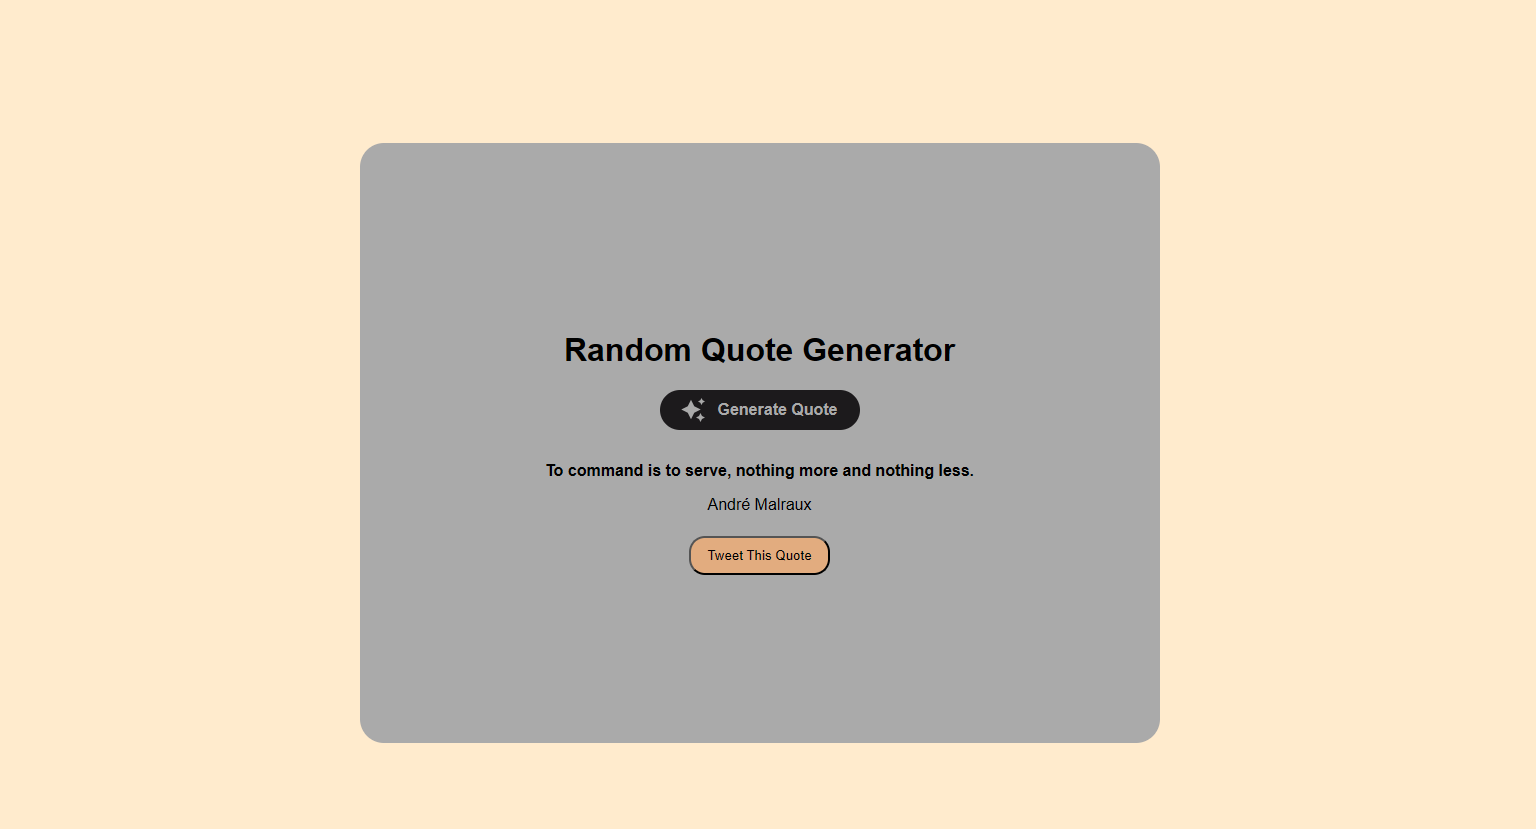 Random Quote Generator
Generate Quote
To command is to serve, nothing more and nothing less.
André Malraux
Tweet This Quote